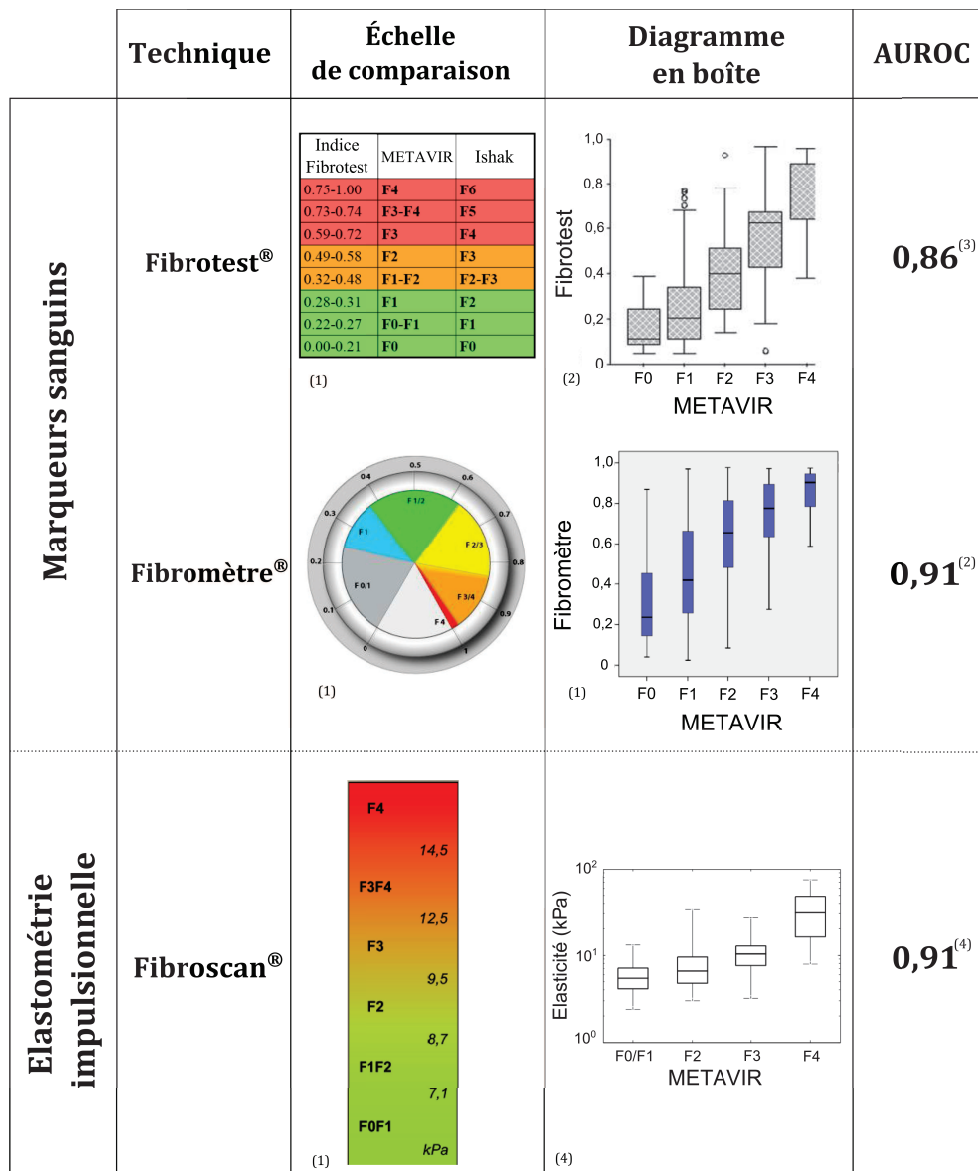 Technique
Échelle
de comparaison
Diagramme
en boîte
AUROC
Marqueurs sanguins
Fibrotest®
Indice
Fibrotest
METAVIR
Ishak
0.75-1.00 F4 F6
0.73-0.74 F3-F4 F5
0.59-0.72 F3 F4
0.49-0.58 F2 F3
0.32-0.48 F1-F2 F2-F3
0.28-0.31 F1 F2
0.22-0.27 F0-F1 F1
0.00-0.21 F0 F0
(1)
Fibrotest
1,0
0,8
0,6
0,4
0,2
0
F0 F1 F2 F3 F4
METAVIR
(2)
0,86(3)
Fibromètre®
0
0.1
0.2
0.3
04
0.5
0.6
0.7
0.8
0.9
1
F 0/1
F1
F 1/2
F 2/3
F 3/4
F 4
(1)
Fibromètre
1,0
0,8
0,6
0,4
0,2
0
F0 F1 F2 F3 F4
METAVIR
(1)
0,91(2)
Elastométrie
impulsionnelle
Fibroscan®
F4
14,5
F3F4
12,5
F3
9,5
F2
8,7
F1F2
7,1
F0F1
kPa
(1)
Elasticité (kPa)
10²
10¹
10⁰
F0/F1 F2 F3 F4
METAVIR
(4)
0,91(4)